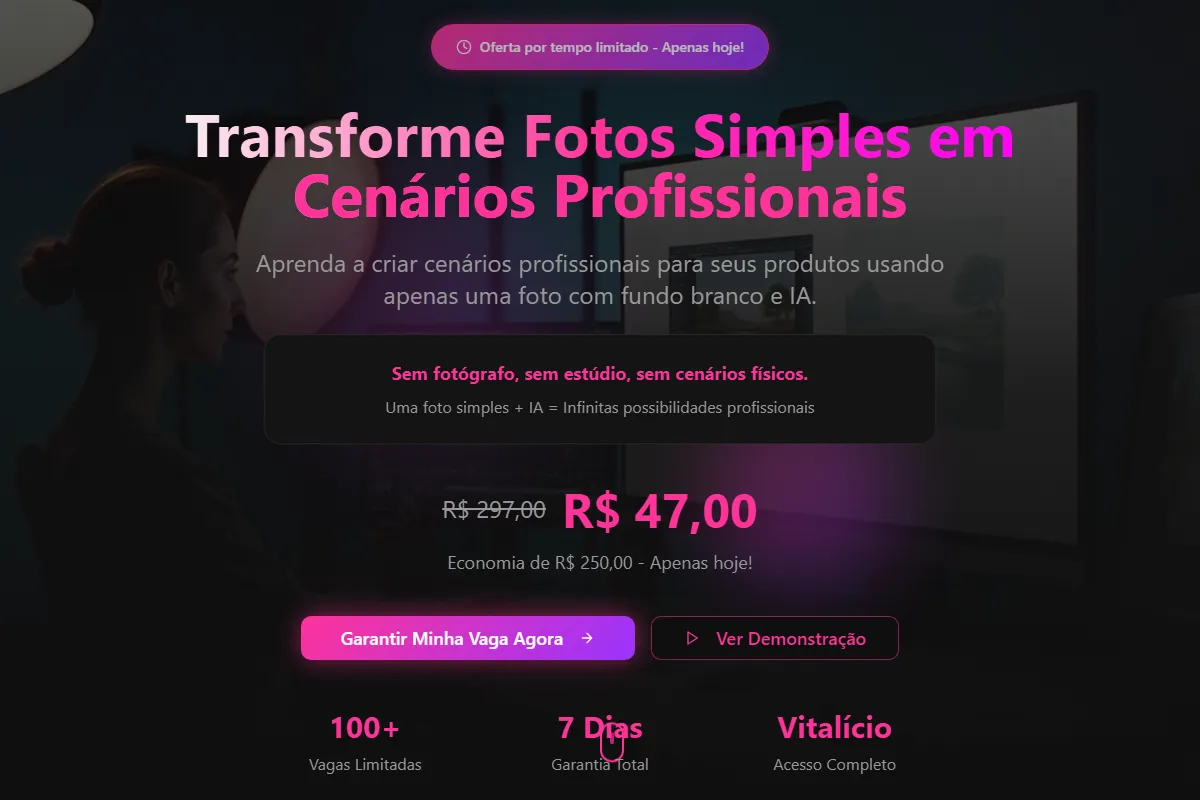 Oferta por tempo limitado - Apenas hoje!
Transforme Fotos Simples em
Cenários Profissionais
Aprenda a criar cenários profissionais para seus produtos usando
apenas uma foto com fundo branco e IA.
Sem fotógrafo, sem estúdio, sem cenários físicos.
Uma foto simples + IA = Infinitas possibilidades profissionais
R$ 297,00 R$ 47,00
Economia de R$ 250,00 - Apenas hoje!
Garantir Minha Vaga Agora
Ver Demonstração
100+
Vagas Limitadas
7 Dias
Garantia Total
Vitalício
Acesso Completo